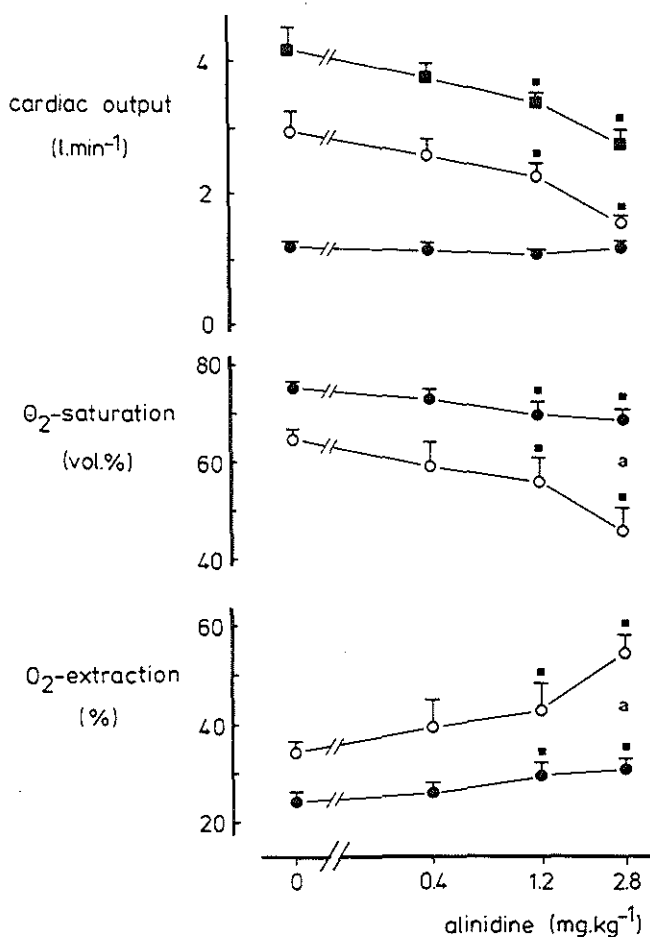 4
cardiac output
(l.min-1)
2
0
80
O2-saturation
(vol.%)
60
a
40
60
O2-extraction
(%)
40
a
20
0 0.4 1.2 2.8
alinidine (mg.kg-1)